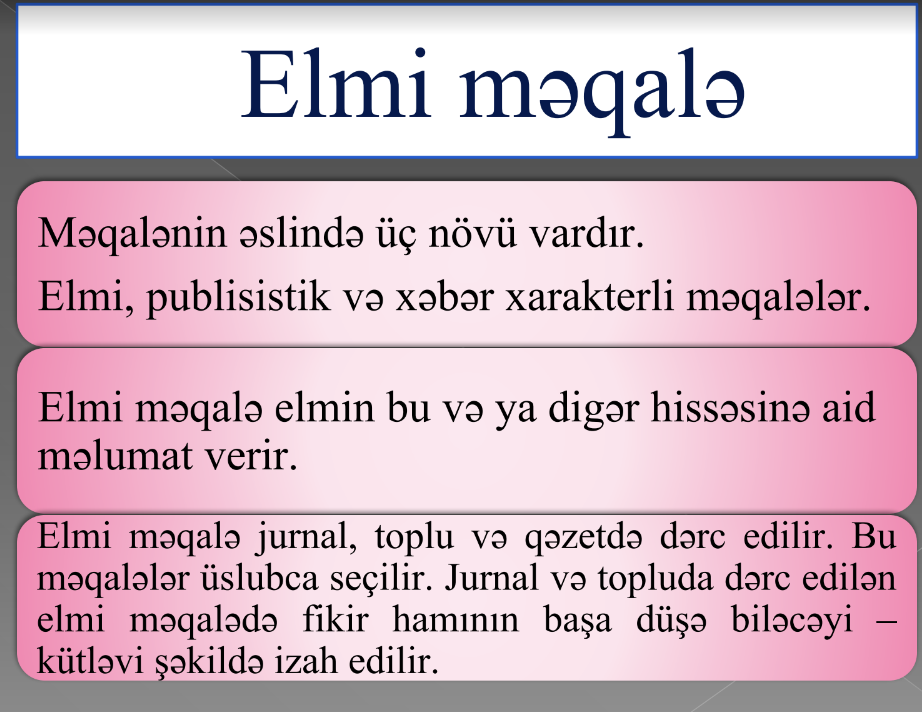 Elmi məqalə
Məqalənin əslində üç növü vardır.
Elmi, publisistik və xəbər xarakterli məqalələr.
Elmi məqalə elmin bu və ya digər hissəsinə aid
məlumat verir.
Elmi məqalə jurnal, toplu və qəzetdə dərc edilir. Bu
məqalələr üslubca seçilir. Jurnal və topluda dərc edilən
elmi məqalədə fikir hamının başa düşə biləcəyi –
kütləvi şəkildə izah edilir.